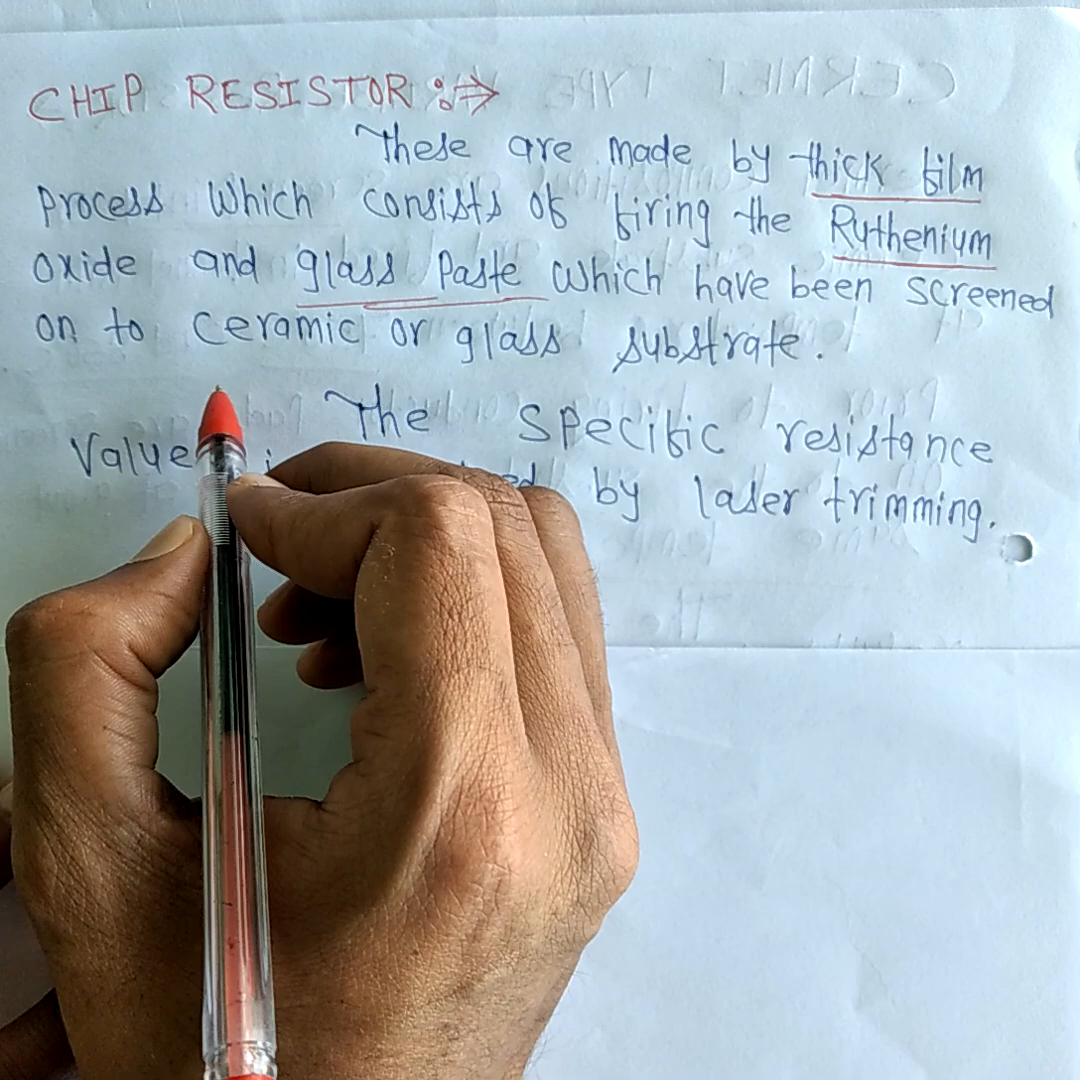 CHIP RESISTOR :⇒
These are made by thick film
Process Which consists of firing the Ruthenium
oxide and glass Paste which have been screened
on to ceramic or glass substrate.
The Specific resistance
Value by laser trimming.